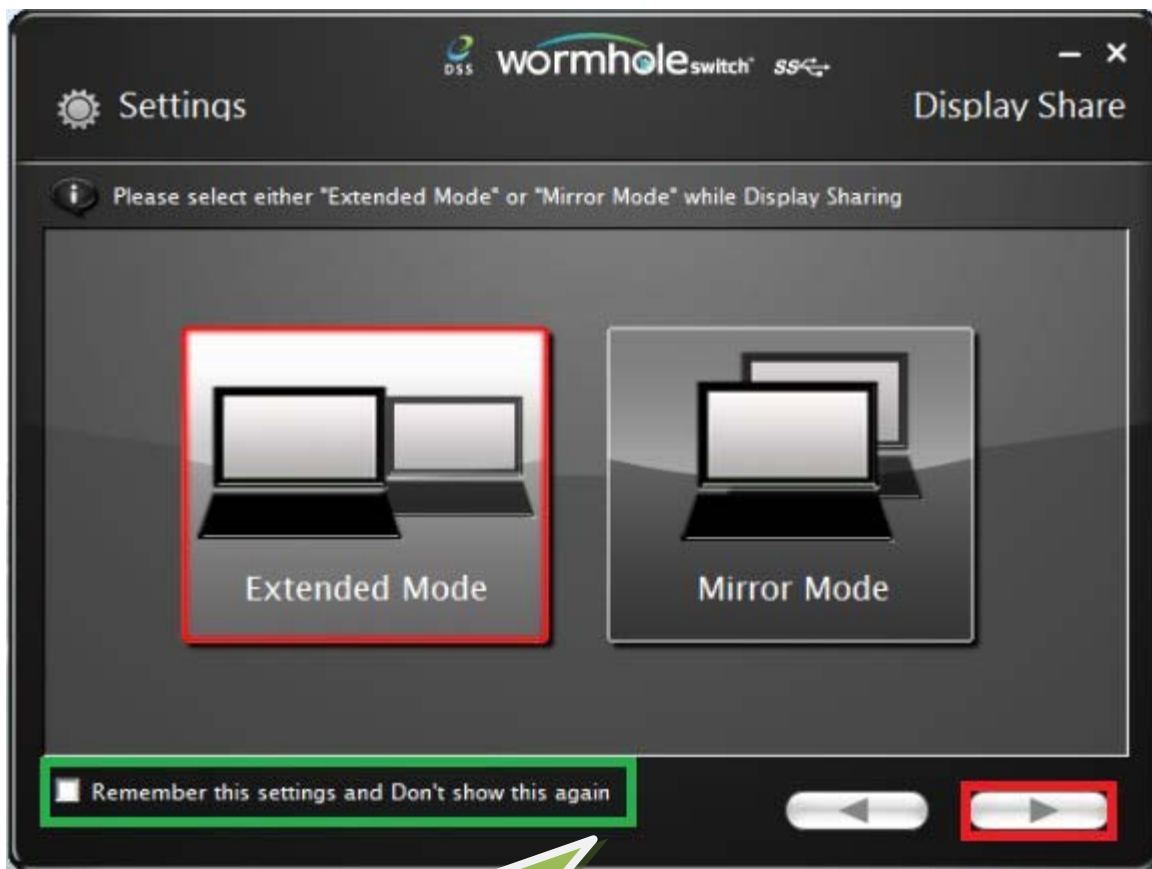 DSS wormhole switch SS
Settings
Display Share
Please select either "Extended Mode" or "Mirror Mode" while Display Sharing
Extended Mode
Mirror Mode
Remember this settings and Don't show this again